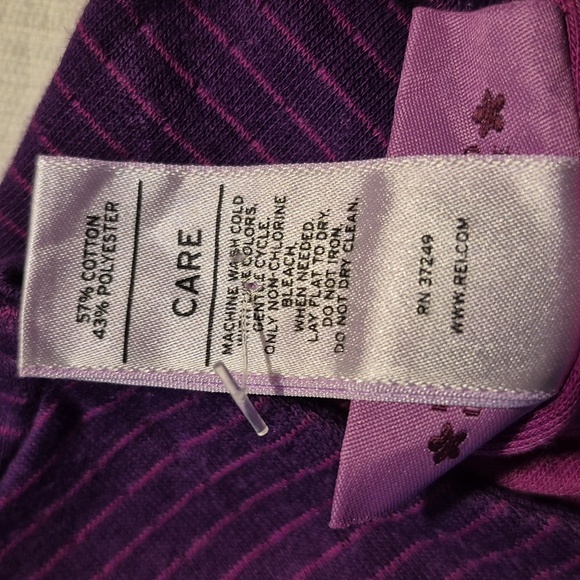 57% COTTON
43% POLYESTER
CARE
MACHINE WASH COLD
WITH LIKE COLORS.
GENTLE CYCLE.
ONLY NON-CHLORINE
BLEACH
WHEN NEEDED.
LAY FLAT TO DRY.
DO NOT IRON.
DO NOT DRY CLEAN.
RN 37249
WWW.REI.COM